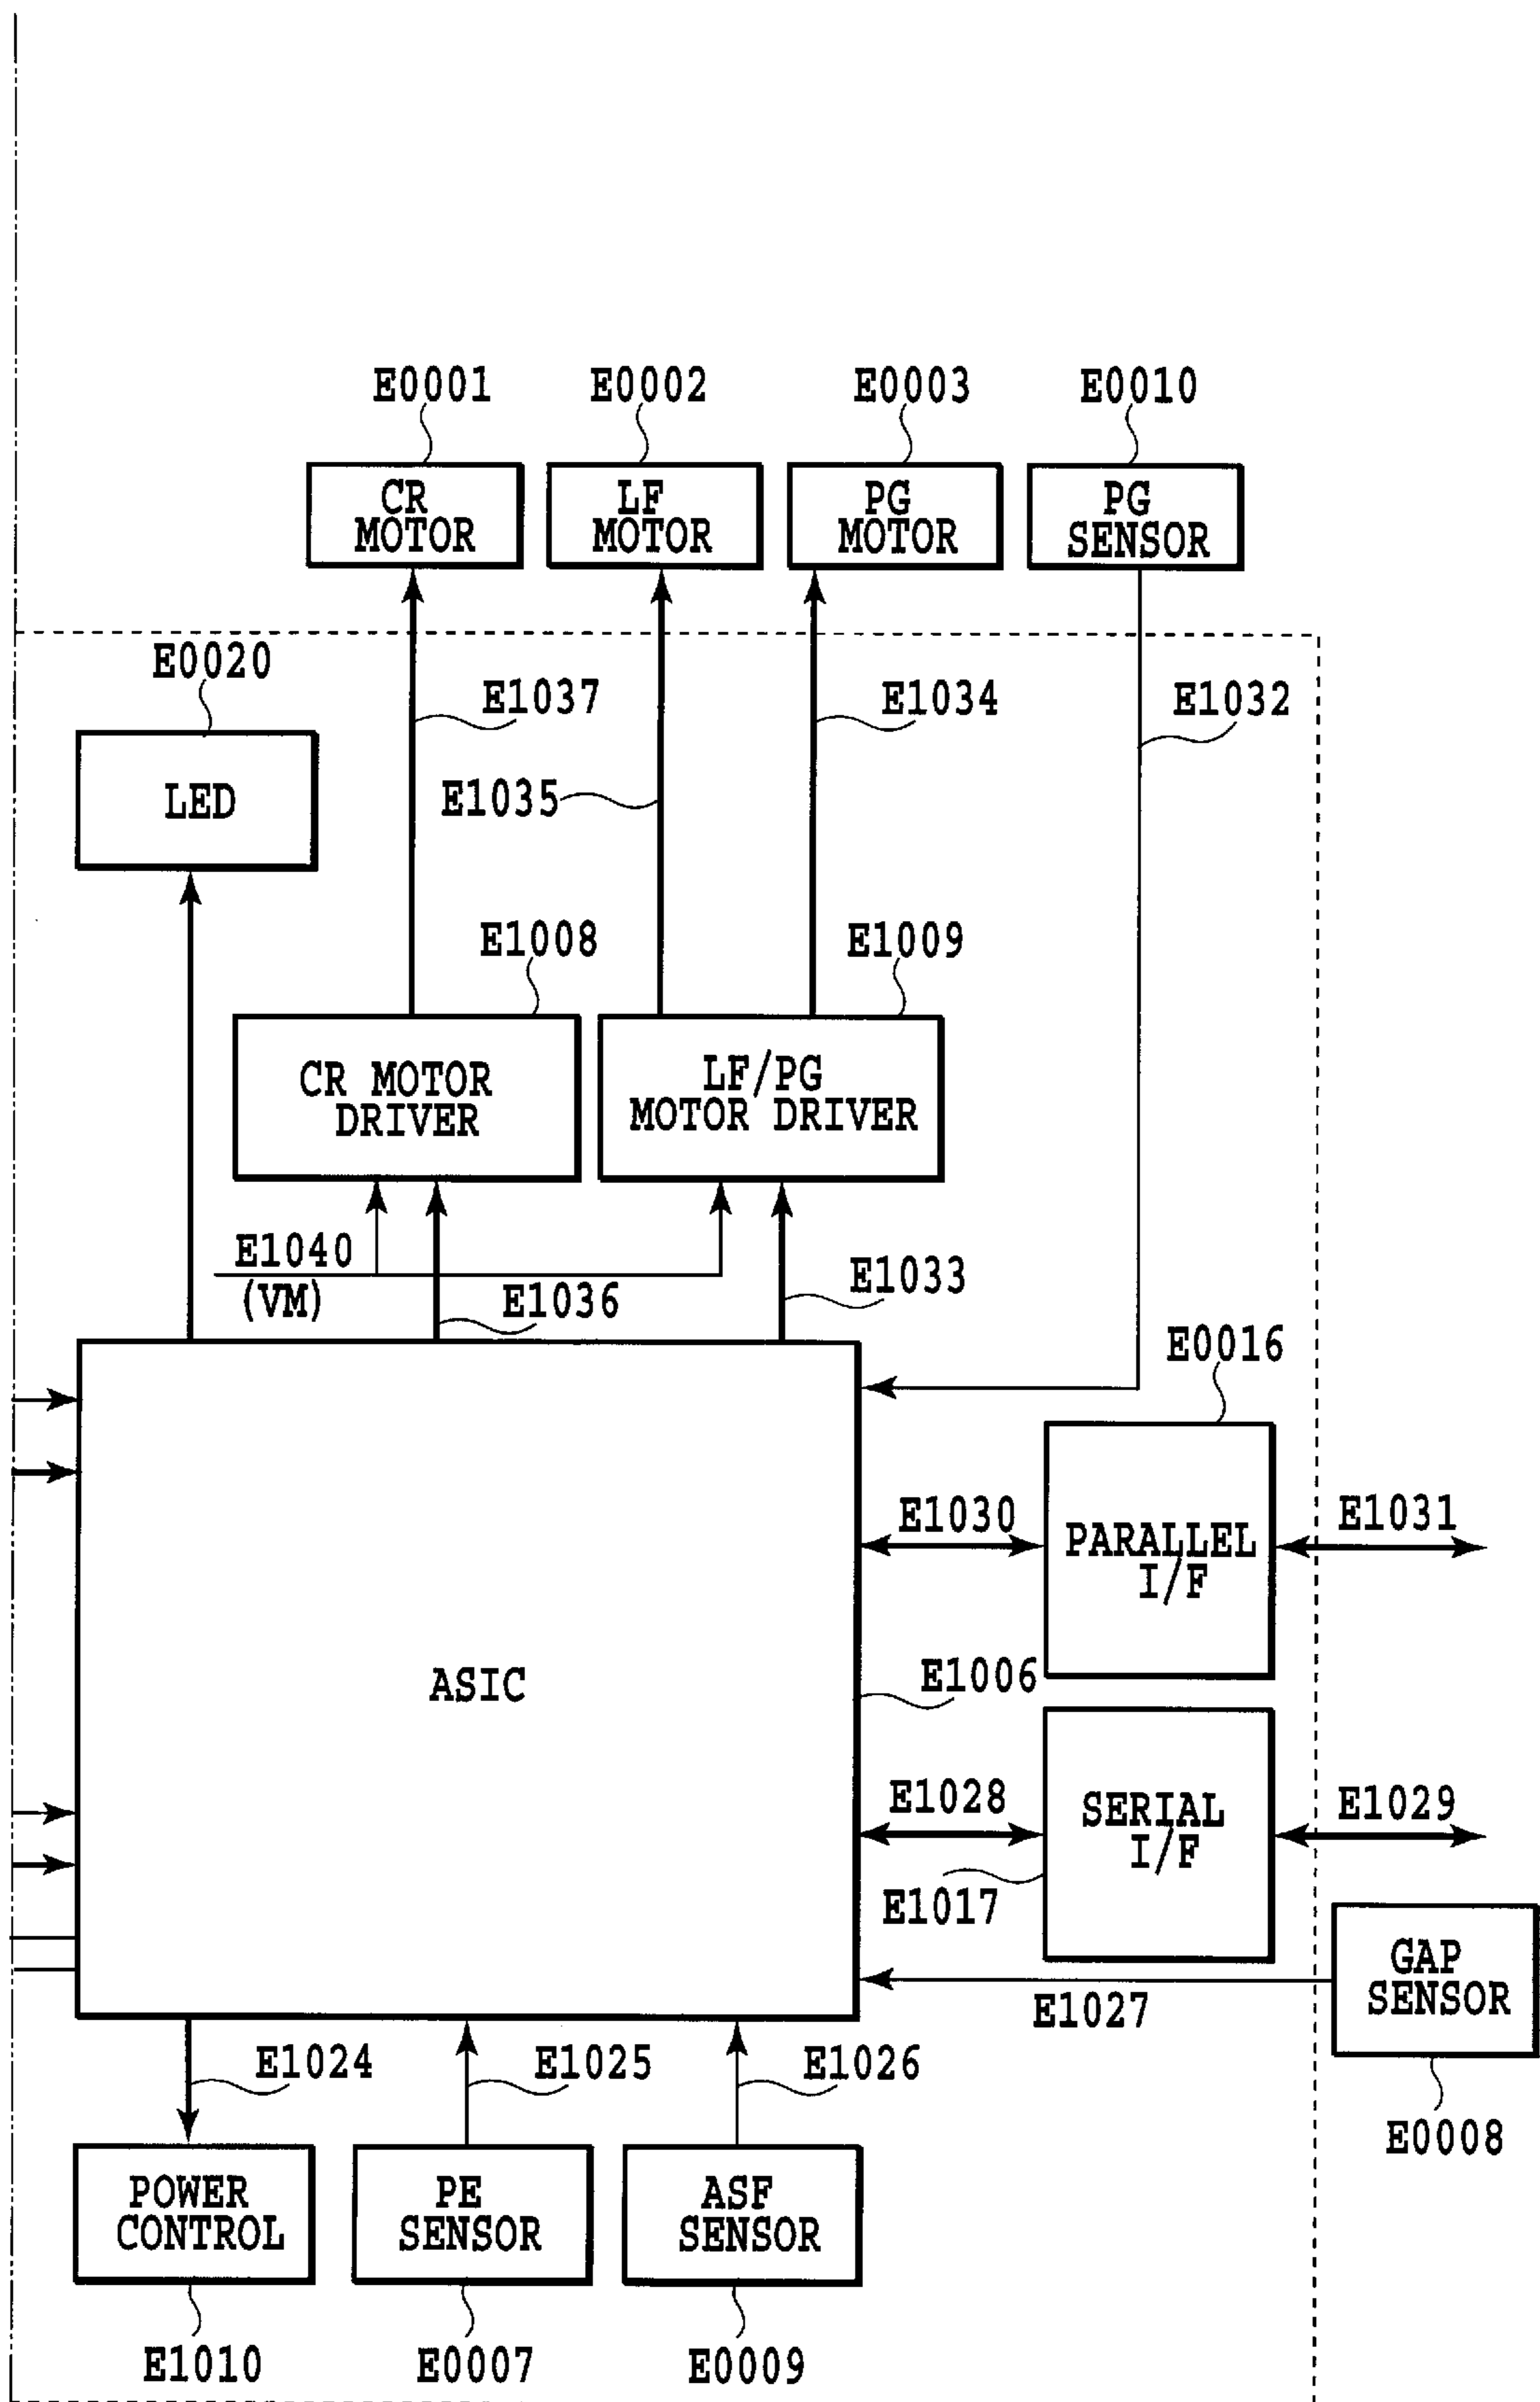 E0001
E0002
E0003
E0010
CR
MOTOR
LF
MOTOR
PG
MOTOR
PG
SENSOR
E0020
E1037
E1034
E1032
LED
E1035
E1008
E1009
CR MOTOR
DRIVER
LF/PG
MOTOR DRIVER
E1040
(VM)
E1036
E1033
E0016
E1030
PARALLEL
I/F
E1031
ASIC
E1006
E1028
SERIAL
I/F
E1029
E1017
GAP
SENSOR
E1027
E1024
E1025
E1026
E0008
POWER
CONTROL
PE
SENSOR
ASF
SENSOR
E1010
E0007
E0009